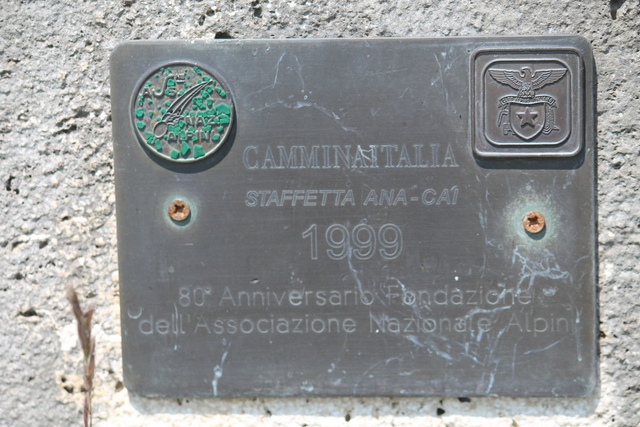 CAMMINAITALIA
STAFFETTA ANA-CAI
1999
80° Anniversario Fondazione
dell'Associazione Nazionale Alpini